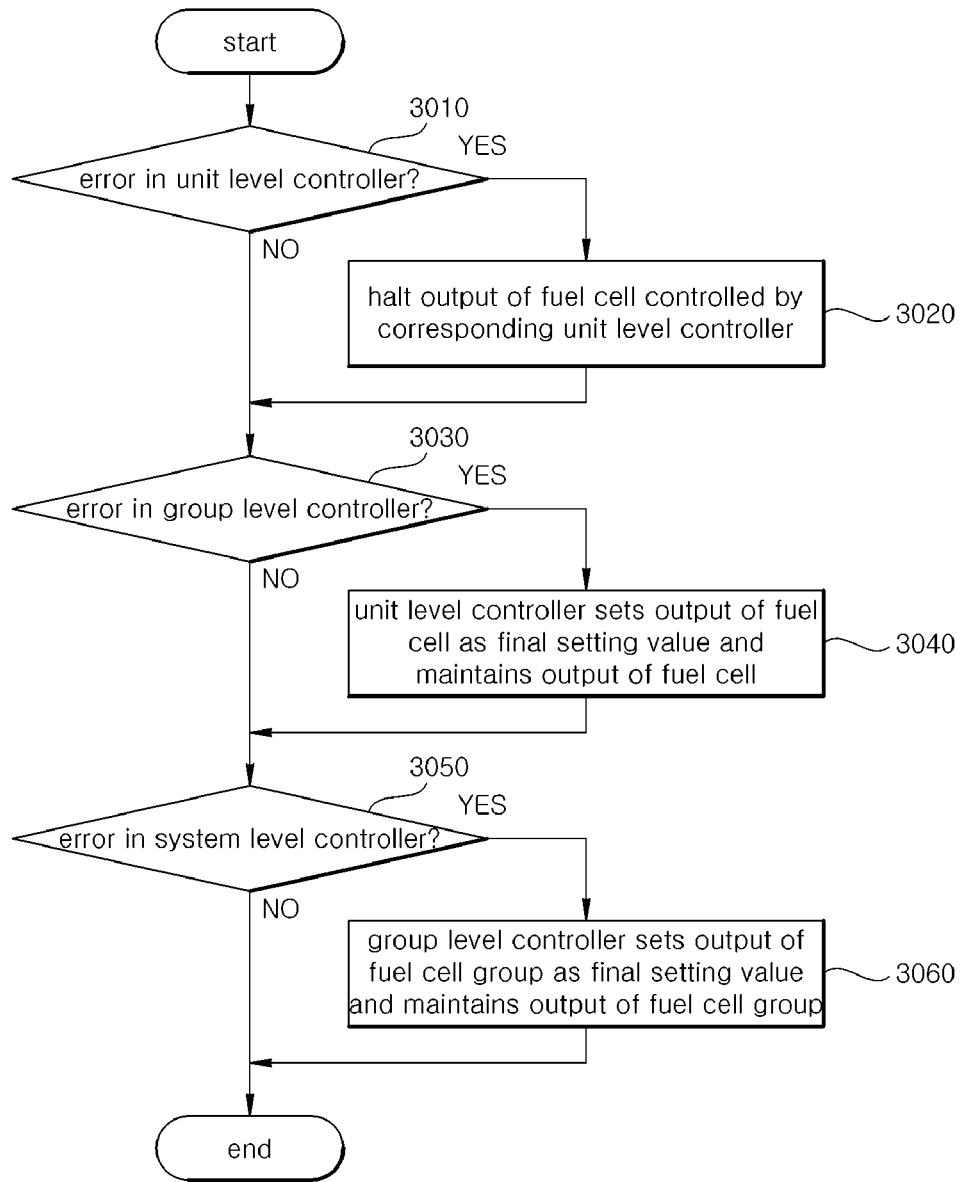 start
3010
YES
error in unit level controller?
NO
halt output of fuel cell controlled by
corresponding unit level controller
3020
3030
YES
error in group level controller?
NO
unit level controller sets output of fuel
cell as final setting value and
maintains output of fuel cell
3040
3050
YES
error in system level controller?
NO
group level controller sets output of
fuel cell group as final setting value
and maintains output of fuel cell group
3060
end